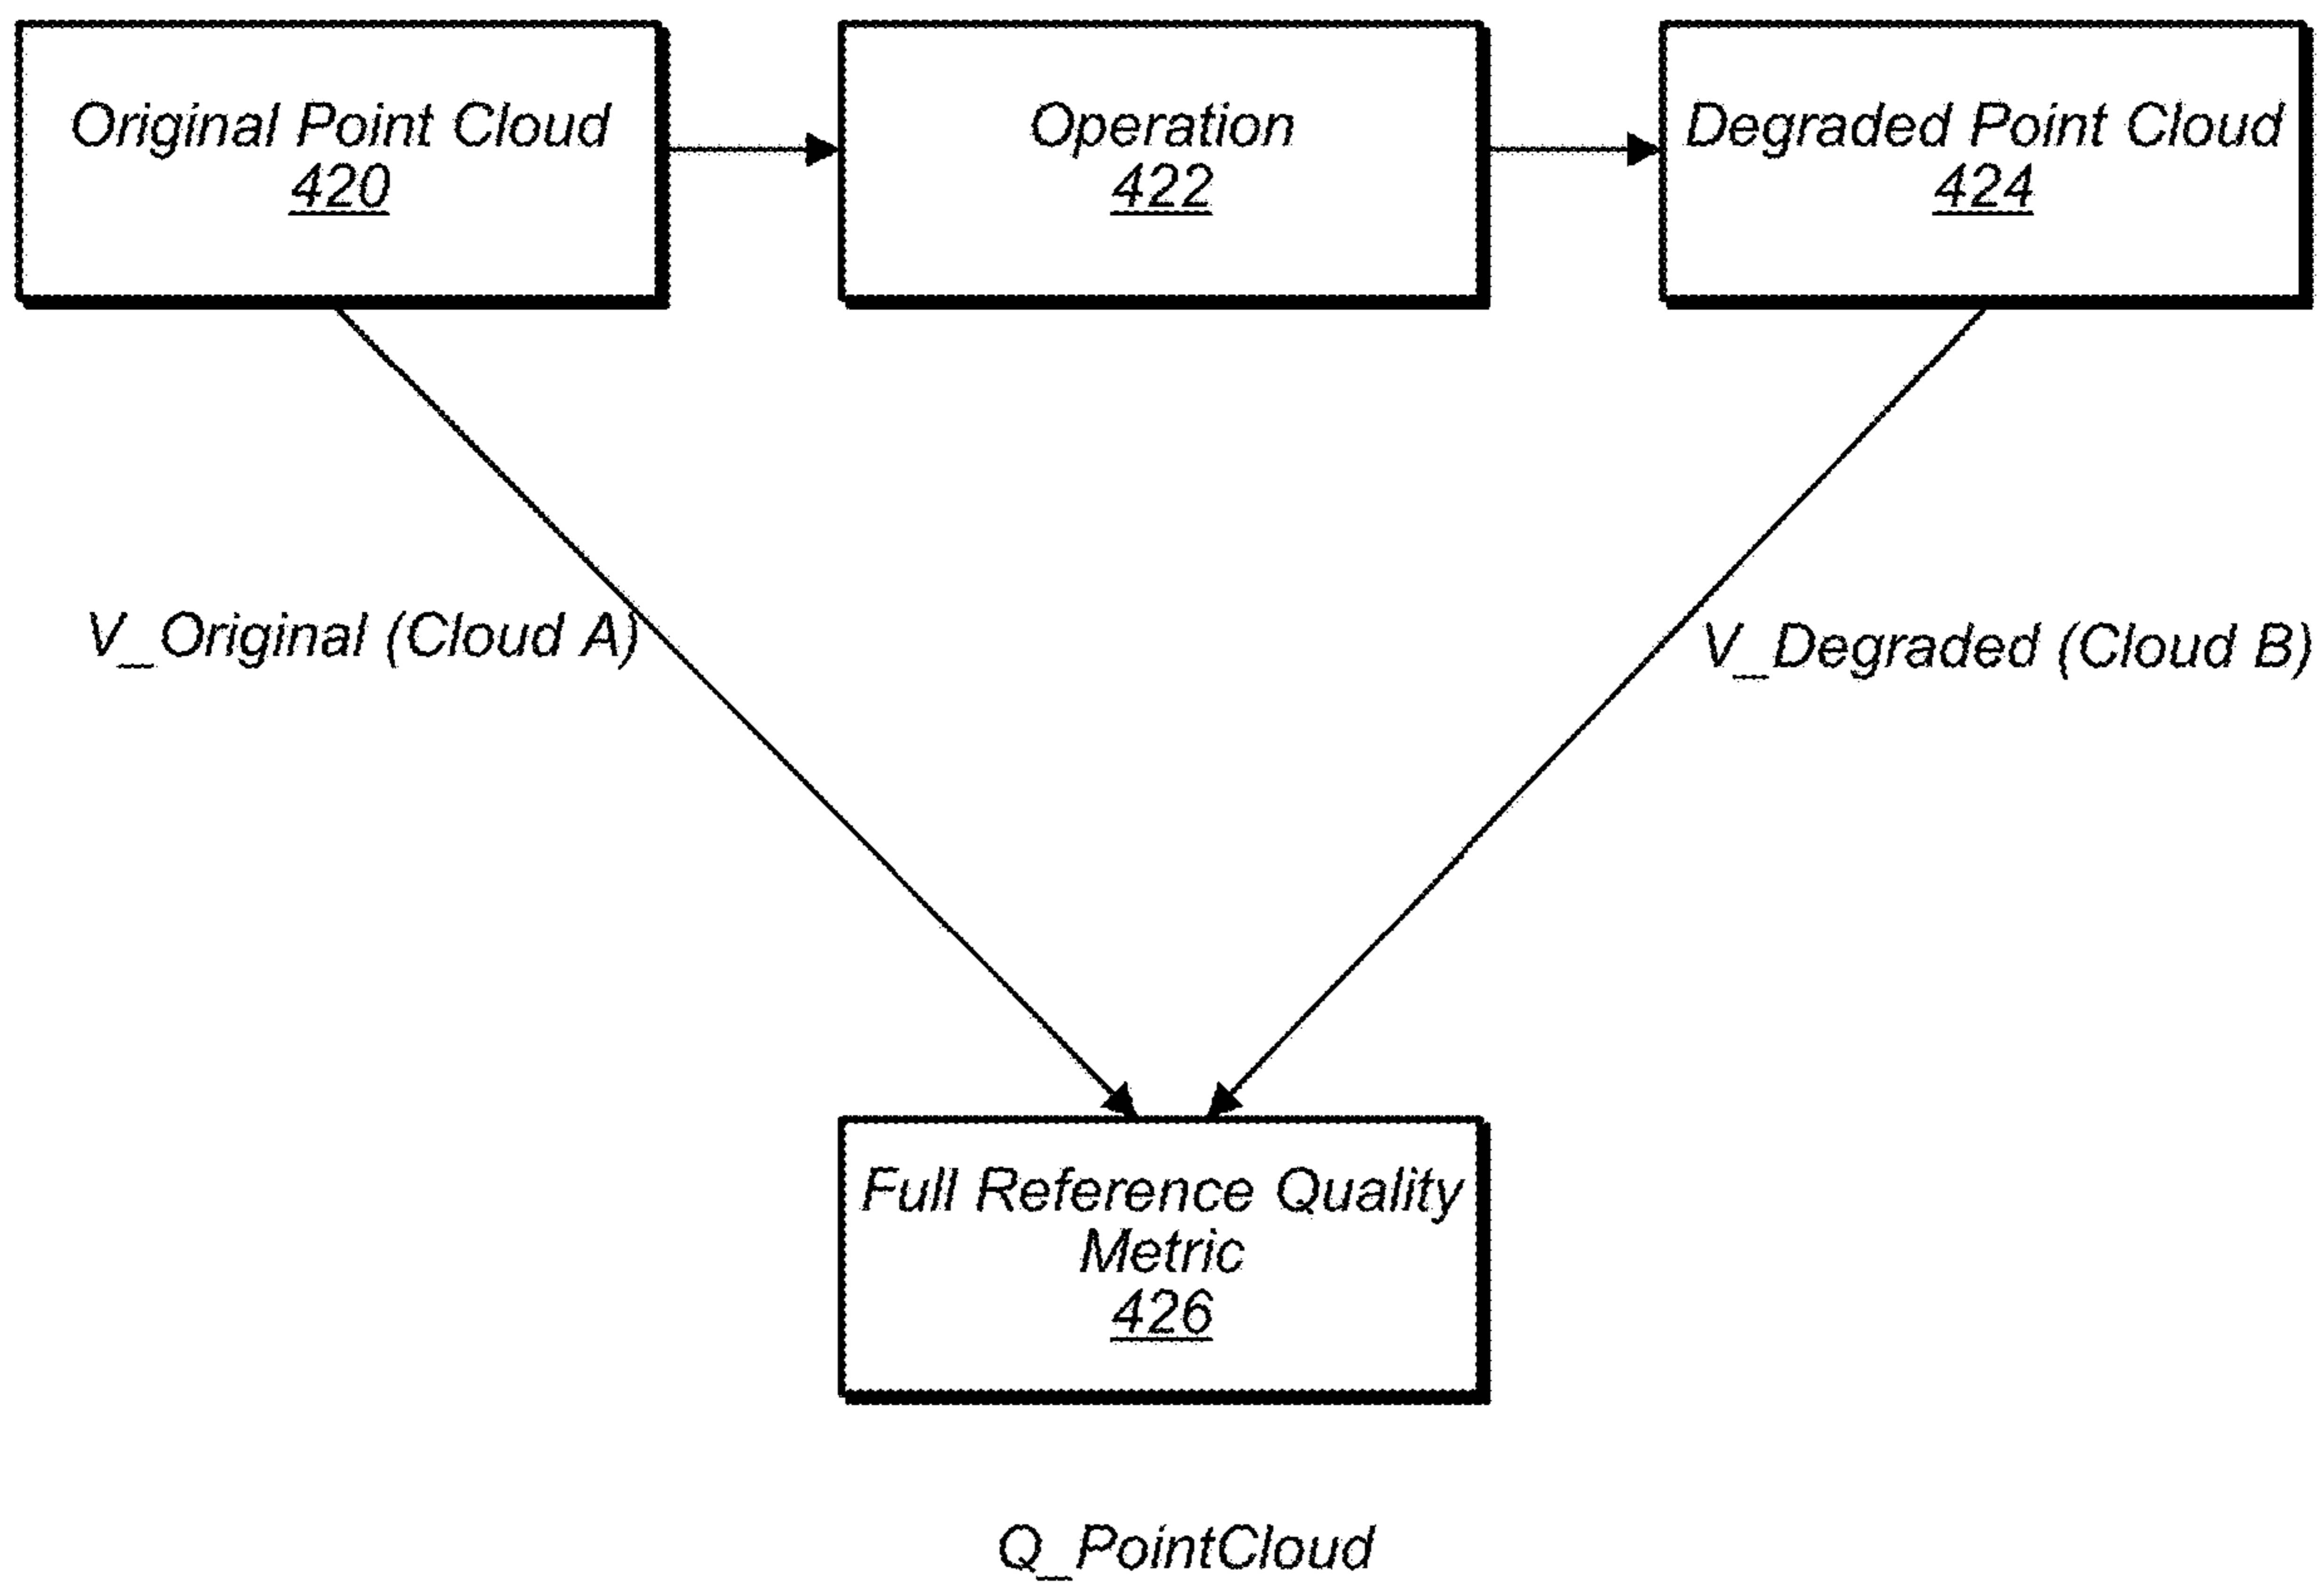 Original Point Cloud
420
Operation
422
Degraded Point Cloud
424
V_Original (Cloud A)
V_Degraded (Cloud B)
Full Reference Quality
Metric
426
Q_PointCloud